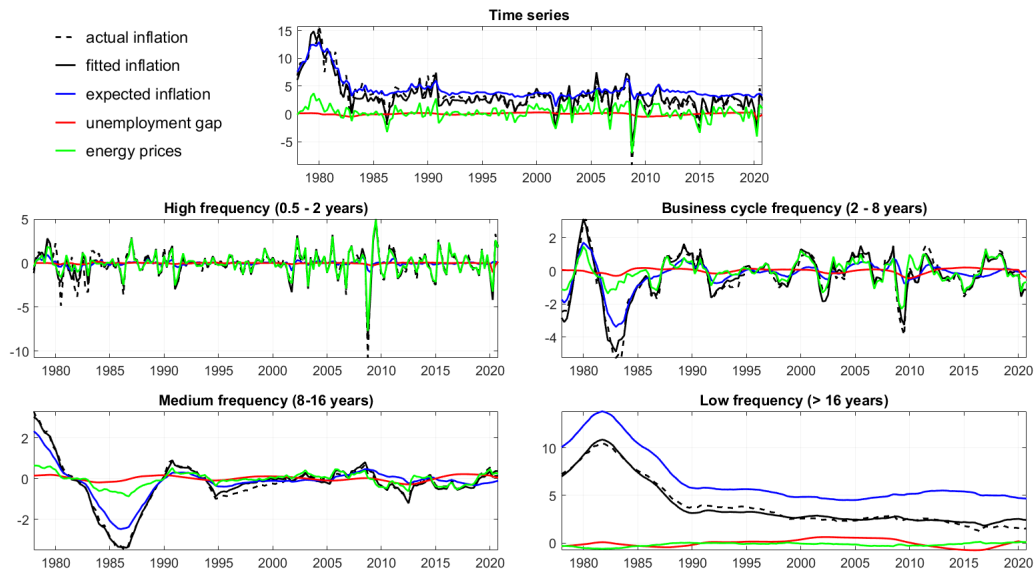 Time series
actual inflation
fitted inflation
expected inflation
unemployment gap
energy prices
15
10
5
0
-5
1980 1985 1990 1995 2000 2005 2010 2015 2020
High frequency (0.5 - 2 years)
5
0
-5
-10
1980 1985 1990 1995 2000 2005 2010 2015 2020
Business cycle frequency (2 - 8 years)
2
0
-2
-4
1980 1985 1990 1995 2000 2005 2010 2015 2020
Medium frequency (8-16 years)
2
0
-2
1980 1985 1990 1995 2000 2005 2010 2015 2020
Low frequency (> 16 years)
10
5
0
1980 1985 1990 1995 2000 2005 2010 2015 2020